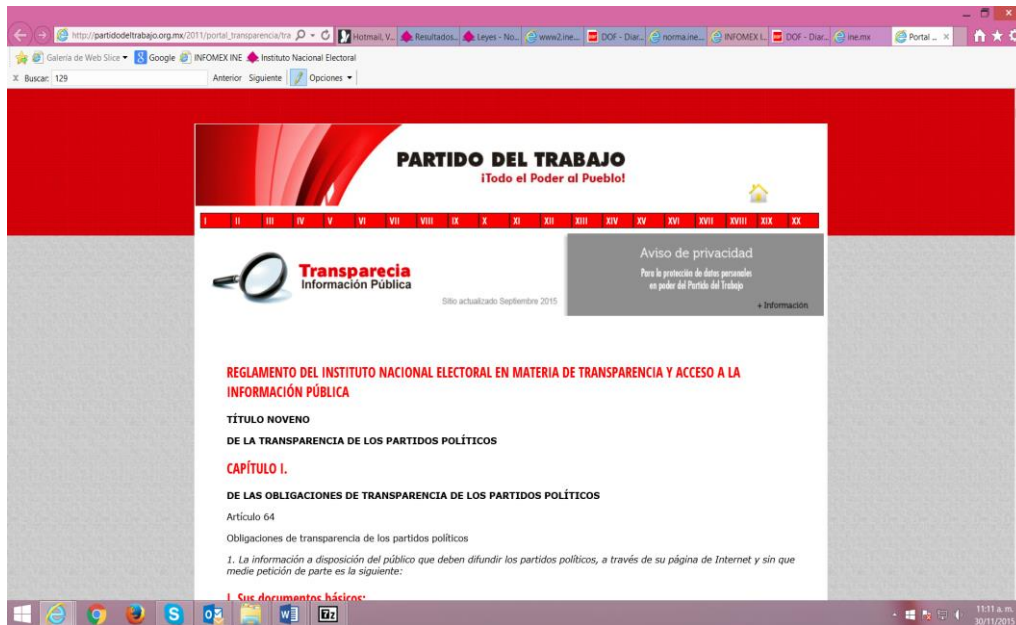 http://partidodeltrabajo.org.mx/2011/portal_transparencia/tra
Hotmail, V...
Resultados...
Leyes - No...
www2.ine...
DOF - Diar...
norma.ine...
INFOMEX I...
DOF - Diar...
ine.mx
Portal ...
Galería de Web Slice
Google
INFOMEX INE
Instituto Nacional Electoral
X Buscar: 129
Anterior Siguiente
Opciones
PARTIDO DEL TRABAJO
¡Todo el Poder al Pueblo!
I II III IV V VI VII VIII IX X XI XII XIII XIV XV XVI XVII XVIII XIX XX
Transparecia
Información Pública
Sitio actualizado Septiembre 2015
Aviso de privacidad
Para la protección de datos personales
en poder del Partido del Trabajo
+ Información
REGLAMENTO DEL INSTITUTO NACIONAL ELECTORAL EN MATERIA DE TRANSPARENCIA Y ACCESO A LA
INFORMACIÓN PÚBLICA
TÍTULO NOVENO
DE LA TRANSPARENCIA DE LOS PARTIDOS POLÍTICOS
CAPÍTULO I.
DE LAS OBLIGACIONES DE TRANSPARENCIA DE LOS PARTIDOS POLÍTICOS
Artículo 64
Obligaciones de transparencia de los partidos políticos
1. La información a disposición del público que deben difundir los partidos políticos, a través de su página de Internet y sin que
medie petición de parte es la siguiente:
I. Sus documentos básicos:
11:11 a. m.
30/11/2015